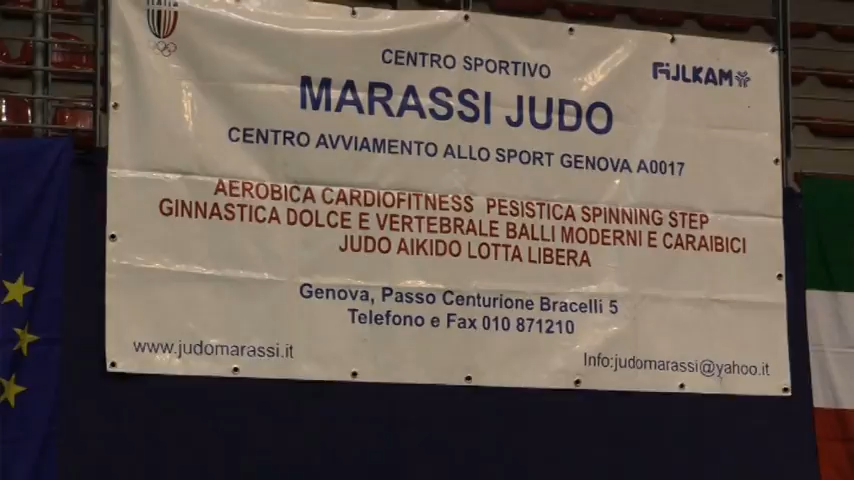 ITALIA
CENTRO SPORTIVO
FIJLKAM
MARASSI JUDO
CENTRO AVVIAMENTO ALLO SPORT GENOVA A0017
AEROBICA CARDIOFITNESS PESISTICA SPINNING STEP
GINNASTICA DOLCE E VERTEBRALE BALLI MODERNI E CARAIBICI
JUDO AIKIDO LOTTA LIBERA
Genova, Passo Centurione Bracelli 5
Telefono e Fax 010 871210
www.judomarassi.it
Info:judomarassi@yahoo.it